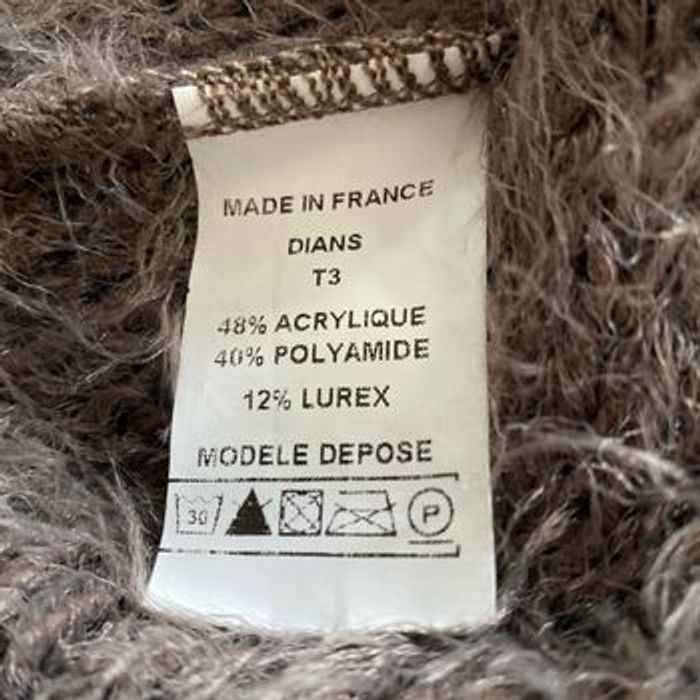 MADE IN FRANCE
DIANS
T3
48% ACRYLIQUE
40% POLYAMIDE
12% LUREX
MODELE DEPOSE
30 P